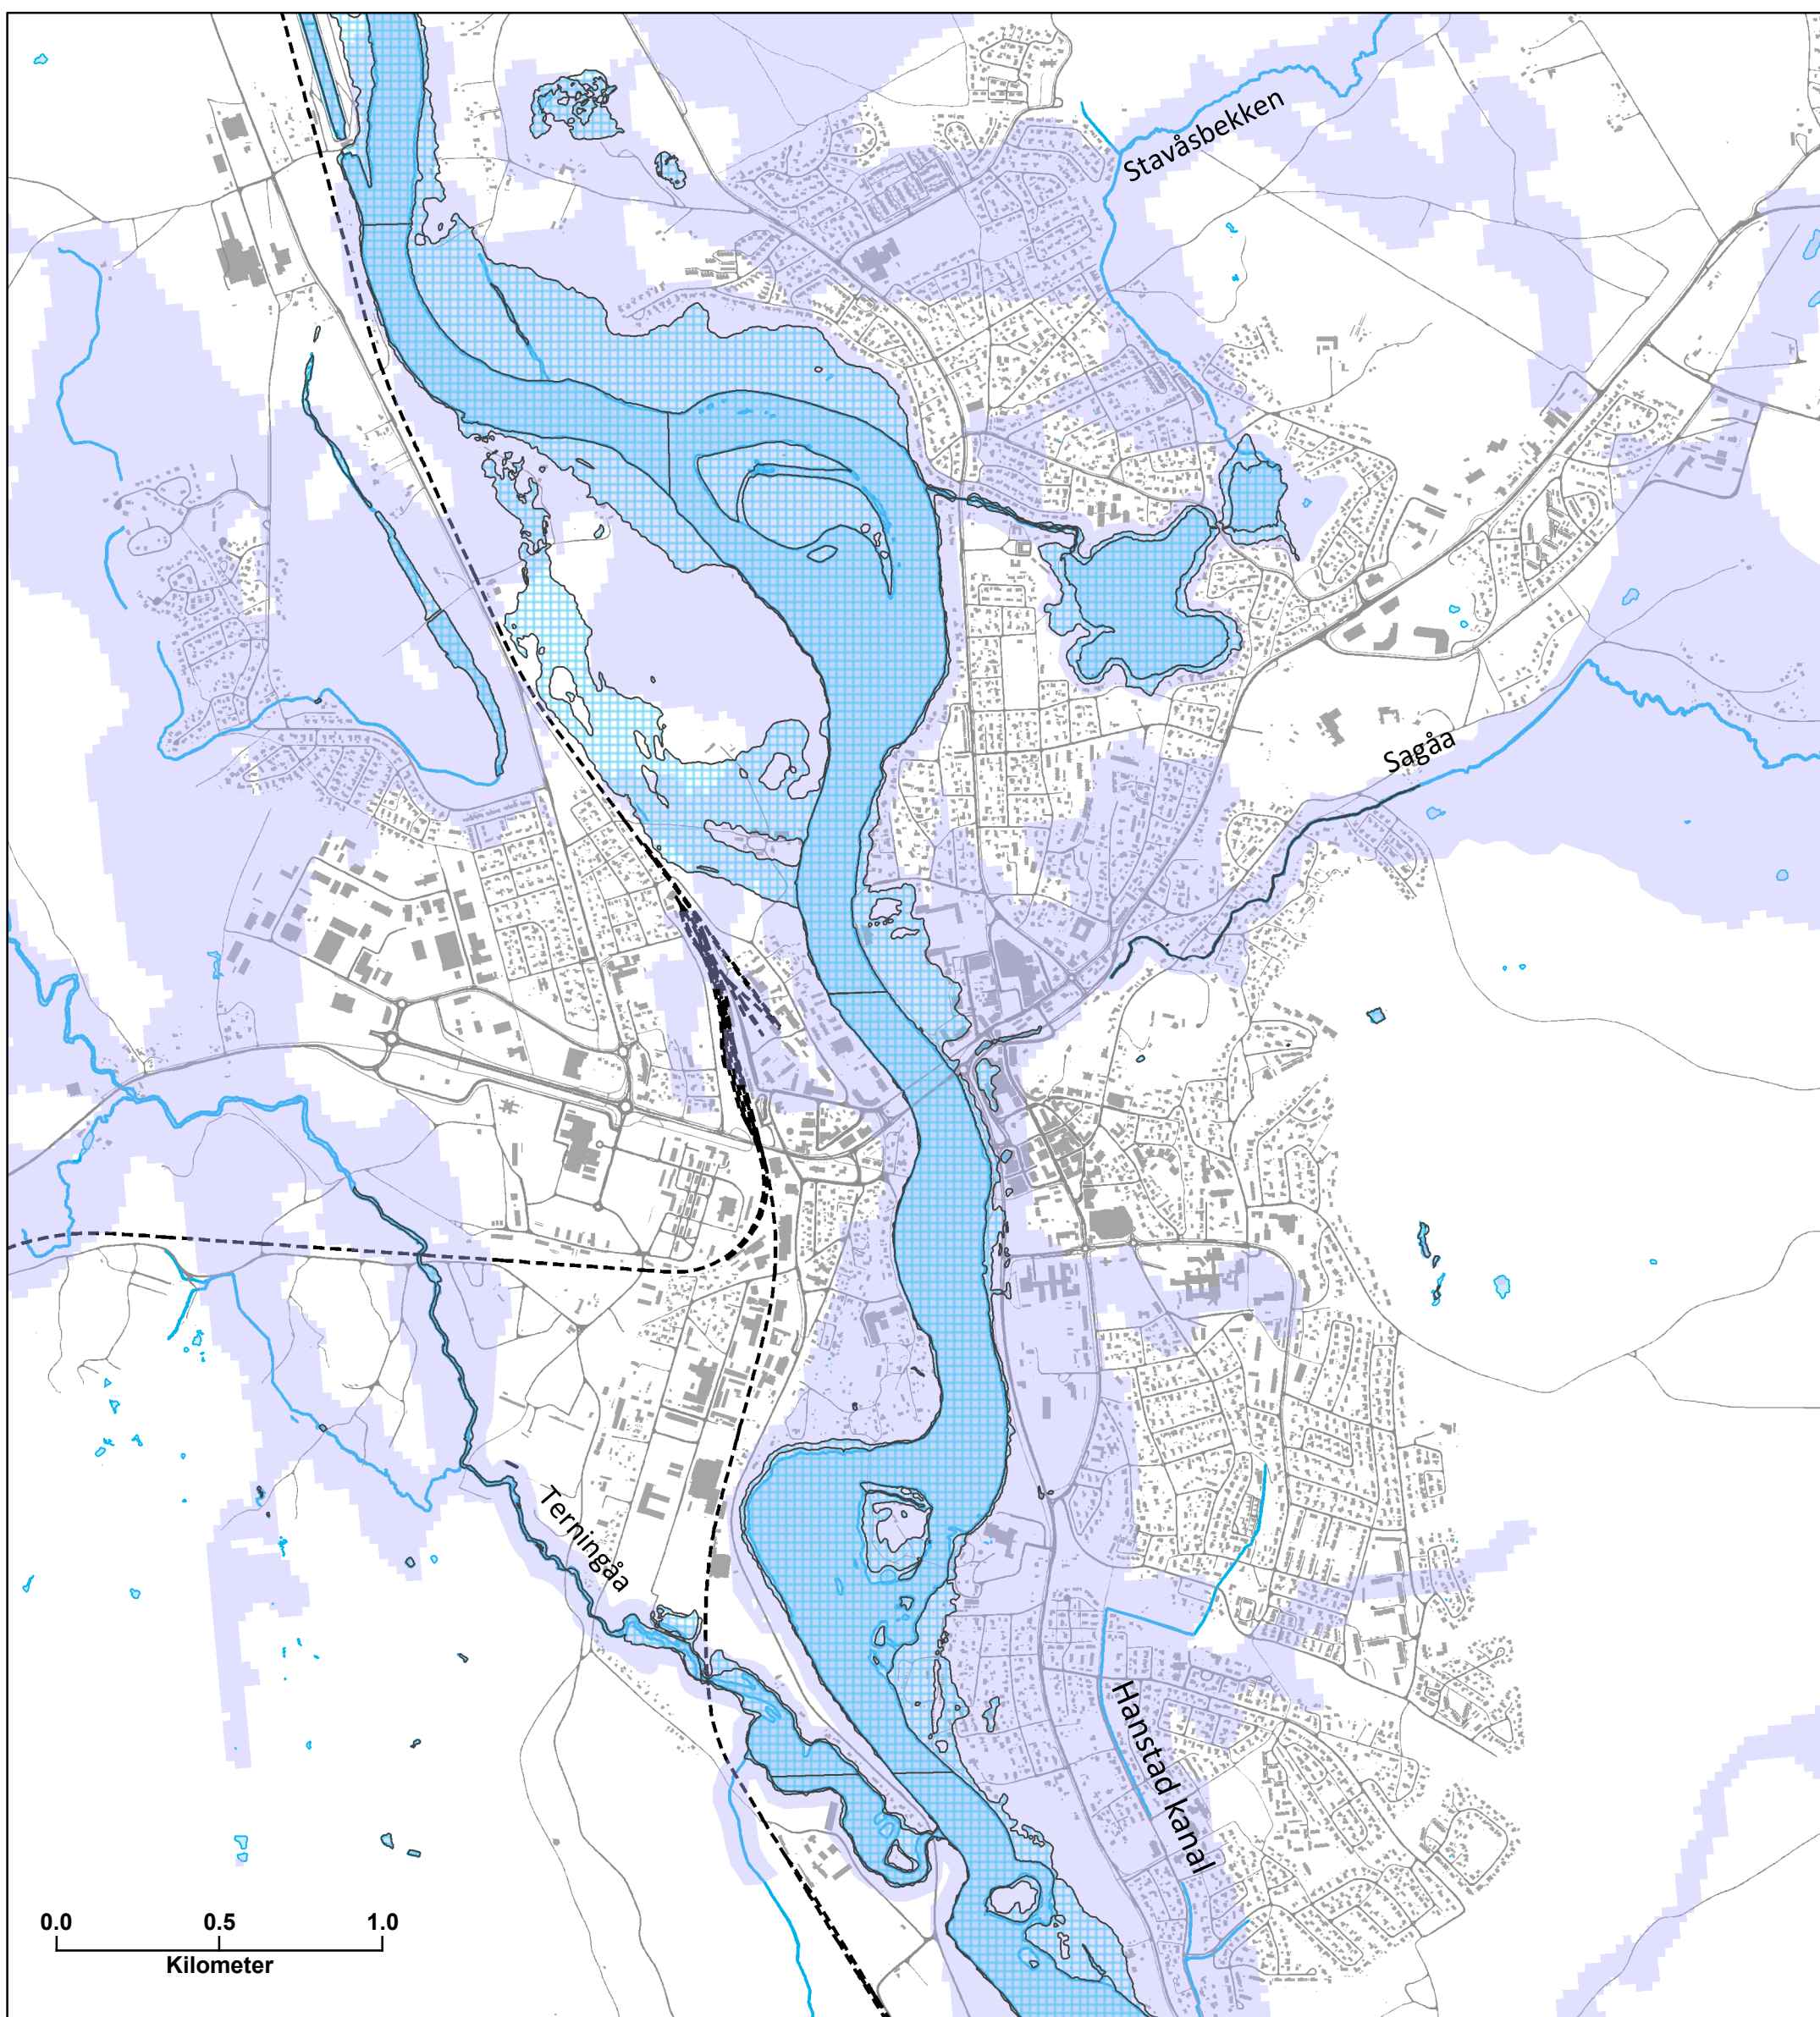 Stavåsbekken
Sagåa
Terningåa
Hanstad kanal
0.0 0.5 1.0
Kilometer